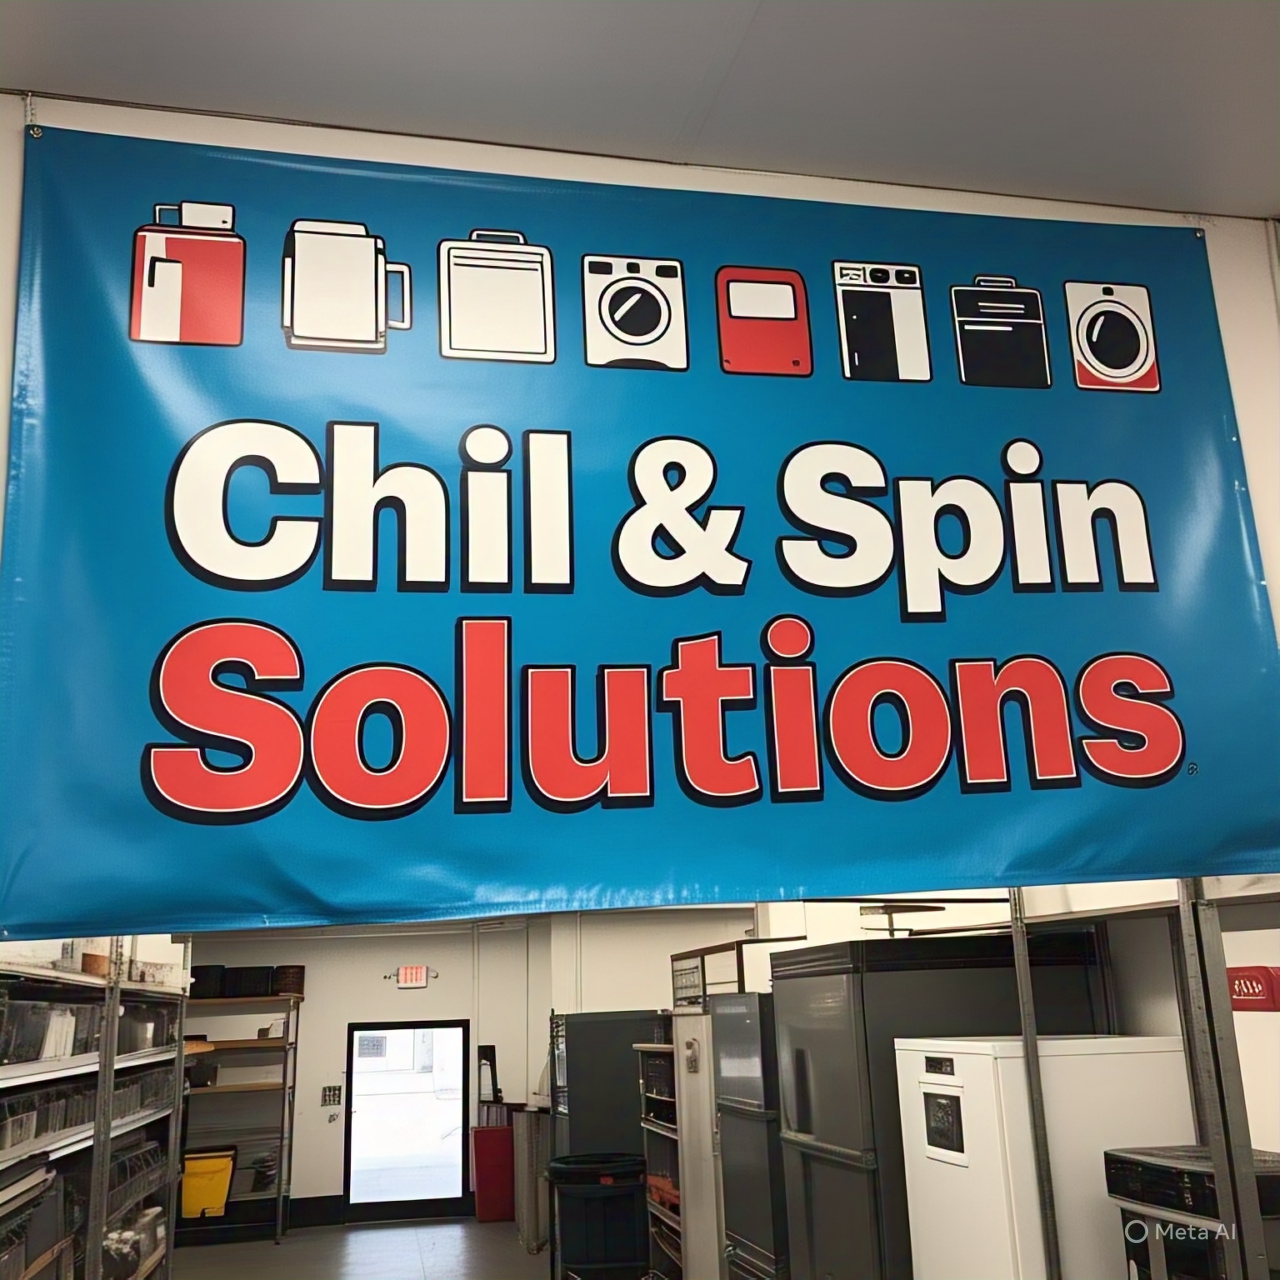 Chil & Spin
Solutions
Meta AI